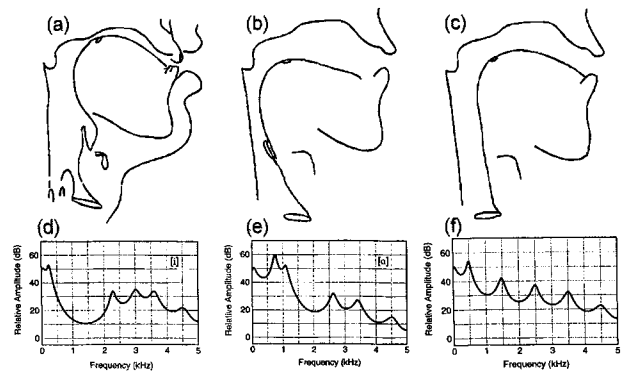 (a)
(b)
(c)
(d)
(e)
(f)
Relative Amplitude (dB)
60
40
20
0
[i]
0 1 2 3 4 5
Frequency (kHz)
Relative Amplitude (dB)
60
40
20
0
[ɑ]
0 1 2 3 4 5
Frequency (kHz)
Relative Amplitude (dB)
60
40
20
0
0 1 2 3 4 5
Frequency (kHz)